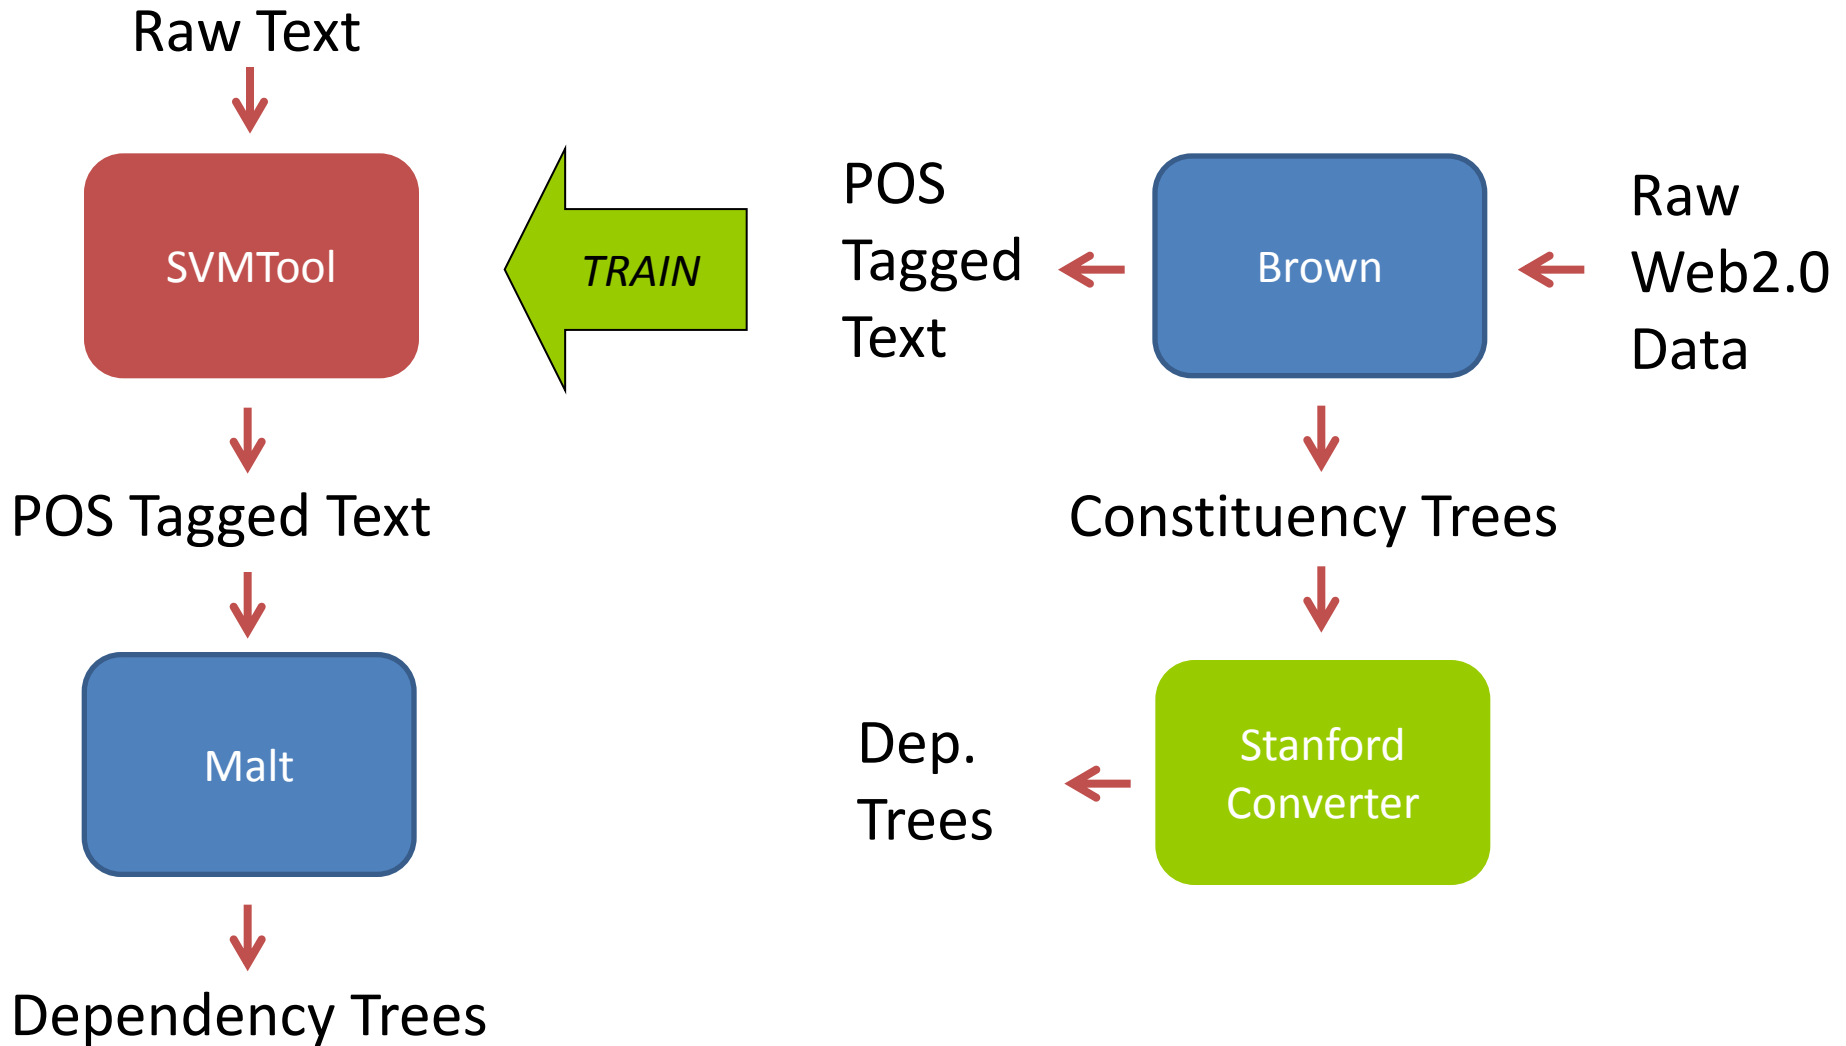 Raw Text
SVMTool
POS Tagged Text
Malt
Dependency Trees
TRAIN
POS
Tagged
Text
Brown
Raw
Web2.0
Data
Constituency Trees
Stanford
Converter
Dep.
Trees